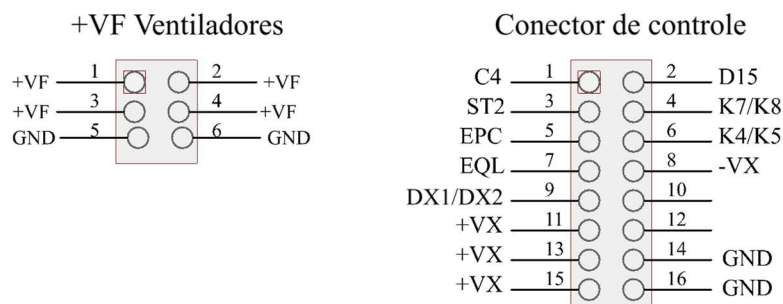 +VF Ventiladores
+VF 1 2 +VF
+VF 3 4 +VF
GND 5 6 GND
Conector de controle
C4 1 2 D15
ST2 3 4 K7/K8
EPC 5 6 K4/K5
EQL 7 8 -VX
DX1/DX2 9 10
+VX 11 12
+VX 13 14 GND
+VX 15 16 GND